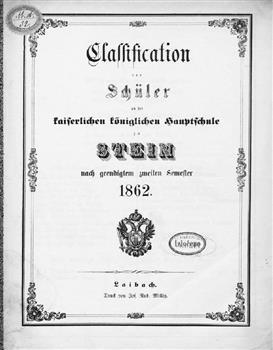 Classification
der
Schüler
an der
kaiserlichen königlichen Hauptschule
zu
STEIN
nach geendigtem zweiten Semester
1862.
Laibach.
Druck von Jos. Rud. Millitz.